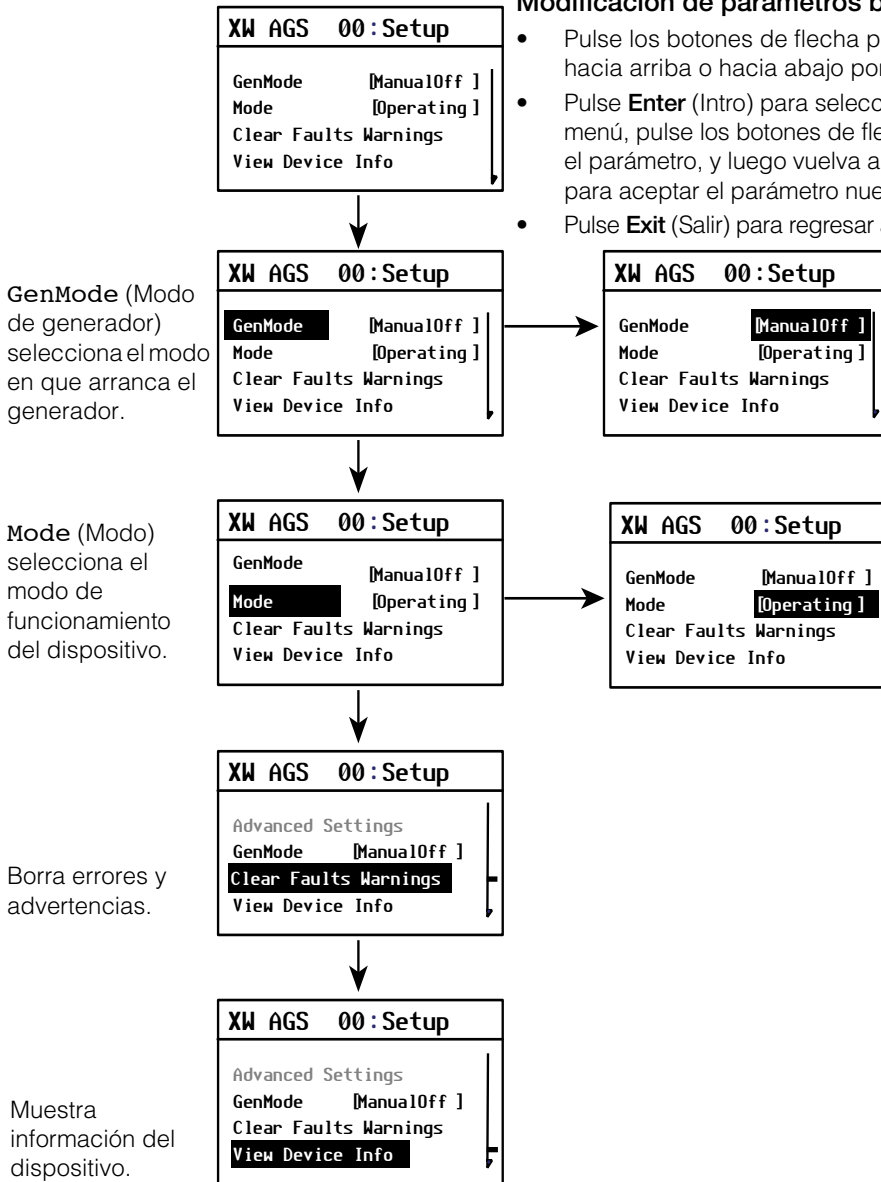 XW AGS 00:Setup
GenMode [ManualOff ]
Mode [Operating ]
Clear Faults Warnings
View Device Info
Modificación de parámetros b
• Pulse los botones de flecha p
hacia arriba o hacia abajo por
• Pulse Enter (Intro) para selecc
menú, pulse los botones de fle
el parámetro, y luego vuelva a
para aceptar el parámetro nue
• Pulse Exit (Salir) para regresar
GenMode (Modo
de generador)
selecciona el modo
en que arranca el
generador.
XW AGS 00:Setup
GenMode [ManualOff ]
Mode [Operating ]
Clear Faults Warnings
View Device Info
XW AGS 00:Setup
GenMode [ManualOff ]
Mode [Operating ]
Clear Faults Warnings
View Device Info
Mode (Modo)
selecciona el
modo de
funcionamiento
del dispositivo.
XW AGS 00:Setup
GenMode [ManualOff ]
Mode [Operating ]
Clear Faults Warnings
View Device Info
XW AGS 00:Setup
GenMode [ManualOff ]
Mode [Operating ]
Clear Faults Warnings
View Device Info
Borra errores y
advertencias.
XW AGS 00:Setup
Advanced Settings
GenMode [ManualOff ]
Clear Faults Warnings
View Device Info
Muestra
información del
dispositivo.
XW AGS 00:Setup
Advanced Settings
GenMode [ManualOff ]
Clear Faults Warnings
View Device Info